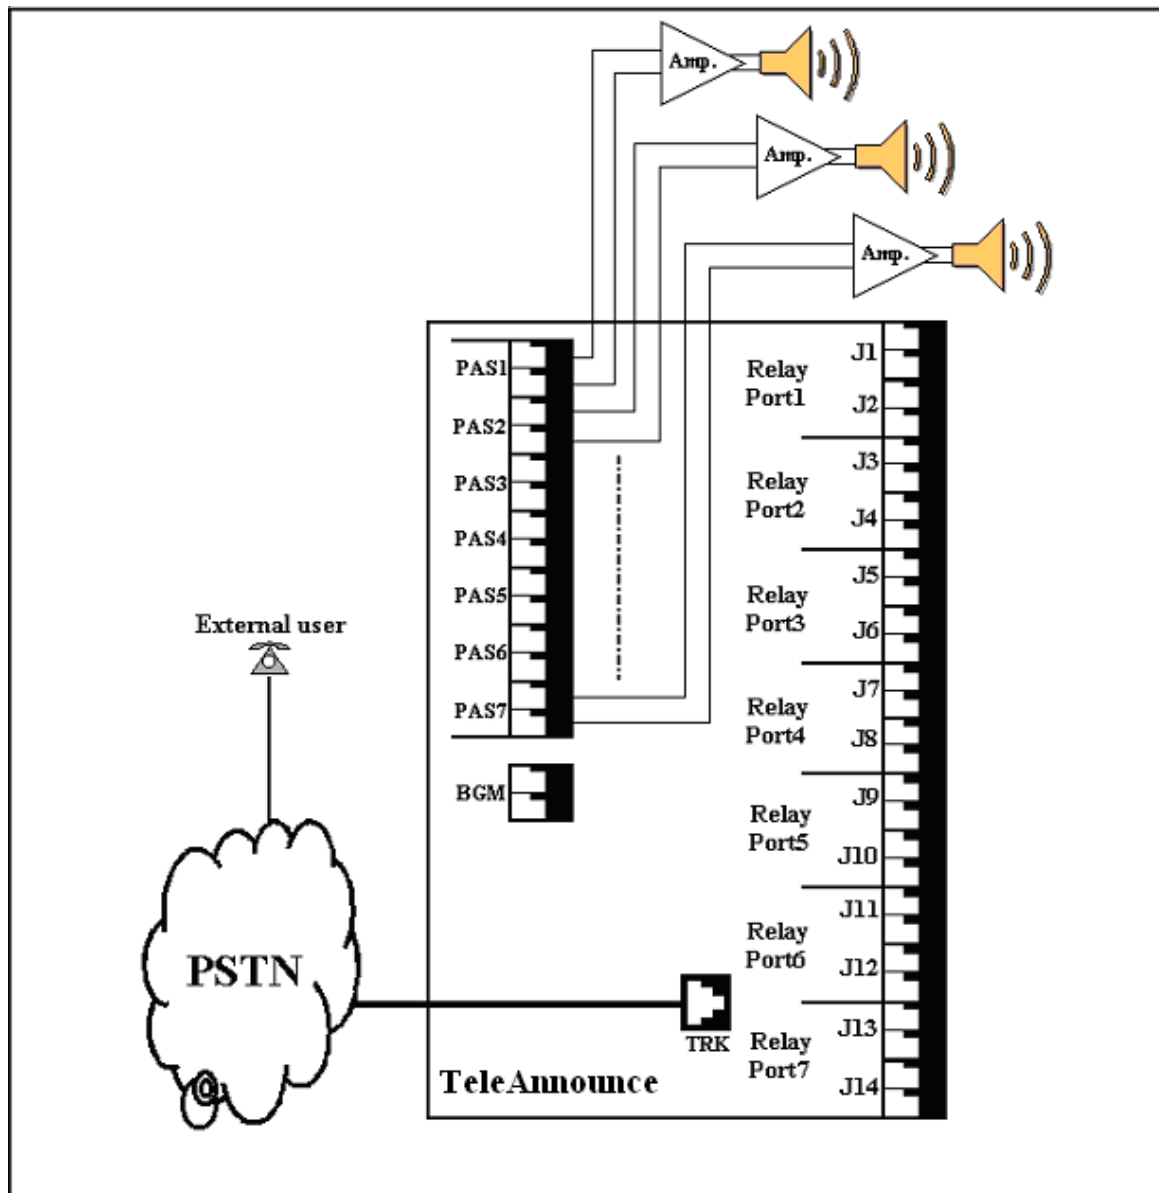 Amp.
Amp.
Amp.
PAS1
PAS2
PAS3
PAS4
PAS5
PAS6
PAS7
BGM
Relay
Port1
J1
J2
Relay
Port2
J3
J4
Relay
Port3
J5
J6
Relay
Port4
J7
J8
Relay
Port5
J9
J10
Relay
Port6
J11
J12
Relay
Port7
J13
J14
External user
PSTN
TRK
TeleAnnounce